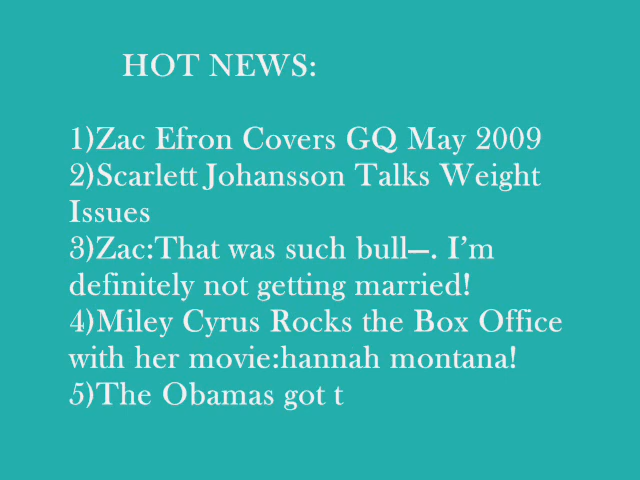 HOT NEWS:
1)Zac Efron Covers GQ May 2009
2)Scarlett Johansson Talks Weight
Issues
3)Zac:That was such bull—. I’m
definitely not getting married!
4)Miley Cyrus Rocks the Box Office
with her movie:hannah montana!
5)The Obamas got t